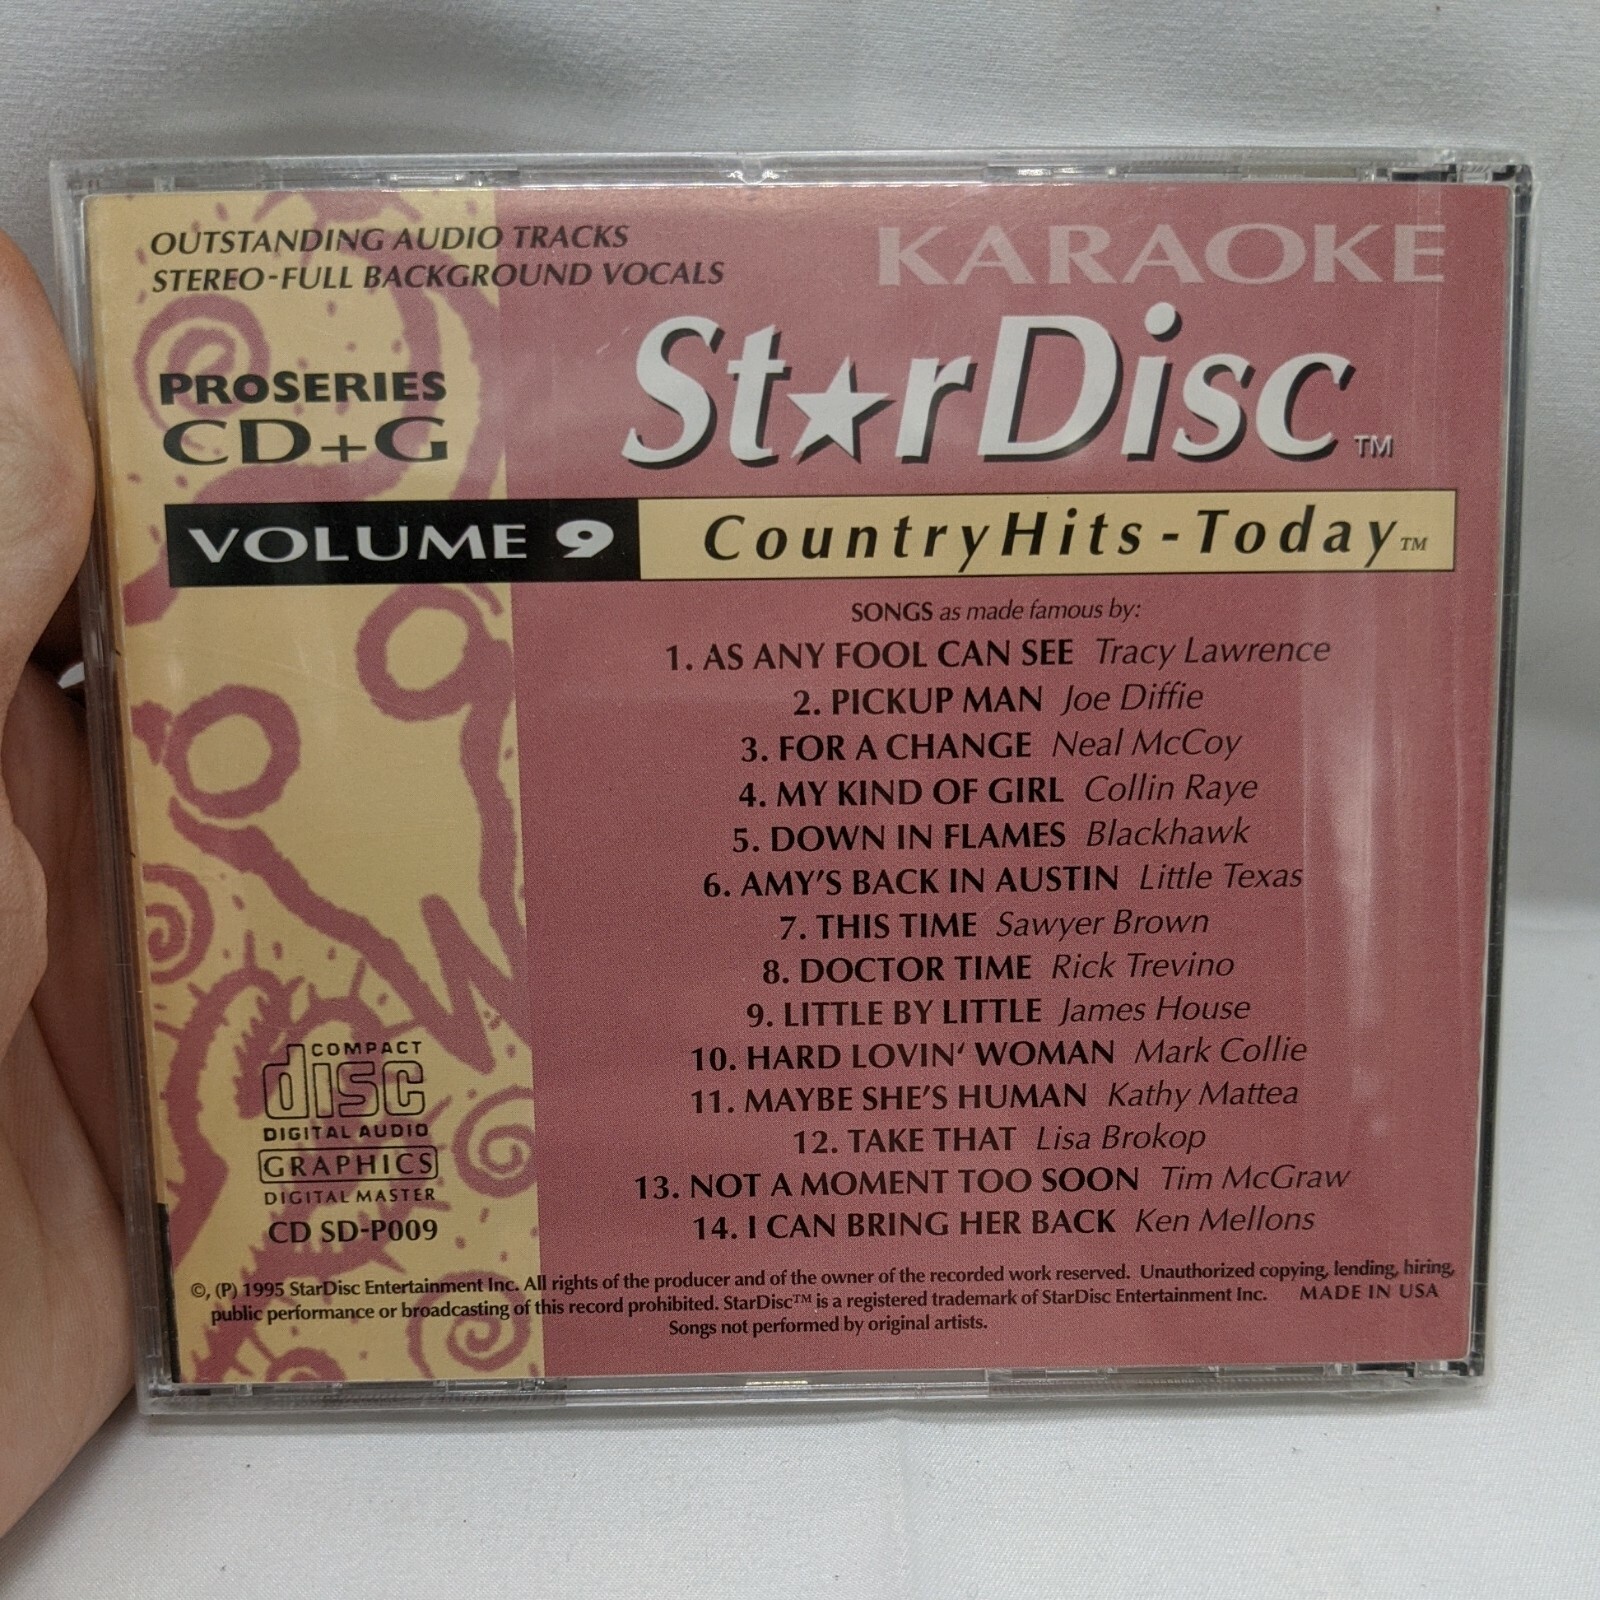 OUTSTANDING AUDIO TRACKS
STEREO-FULL BACKGROUND VOCALS
KARAOKE
PROSERIES
CD+G
St★rDisc™
VOLUME 9
CountryHits-Today™
SONGS as made famous by:
1. AS ANY FOOL CAN SEE Tracy Lawrence
2. PICKUP MAN Joe Diffie
3. FOR A CHANGE Neal McCoy
4. MY KIND OF GIRL Collin Raye
5. DOWN IN FLAMES Blackhawk
6. AMY'S BACK IN AUSTIN Little Texas
7. THIS TIME Sawyer Brown
8. DOCTOR TIME Rick Trevino
9. LITTLE BY LITTLE James House
10. HARD LOVIN' WOMAN Mark Collie
11. MAYBE SHE'S HUMAN Kathy Mattea
12. TAKE THAT Lisa Brokop
13. NOT A MOMENT TOO SOON Tim McGraw
14. I CAN BRING HER BACK Ken Mellons
COMPACT
disc
DIGITAL AUDIO
GRAPHICS
DIGITAL MASTER
CD SD-P009
©, (P) 1995 StarDisc Entertainment Inc. All rights of the producer and of the owner of the recorded work reserved. Unauthorized copying, lending, hiring,
public performance or broadcasting of this record prohibited. StarDisc™ is a registered trademark of StarDisc Entertainment Inc. MADE IN USA
Songs not performed by original artists.